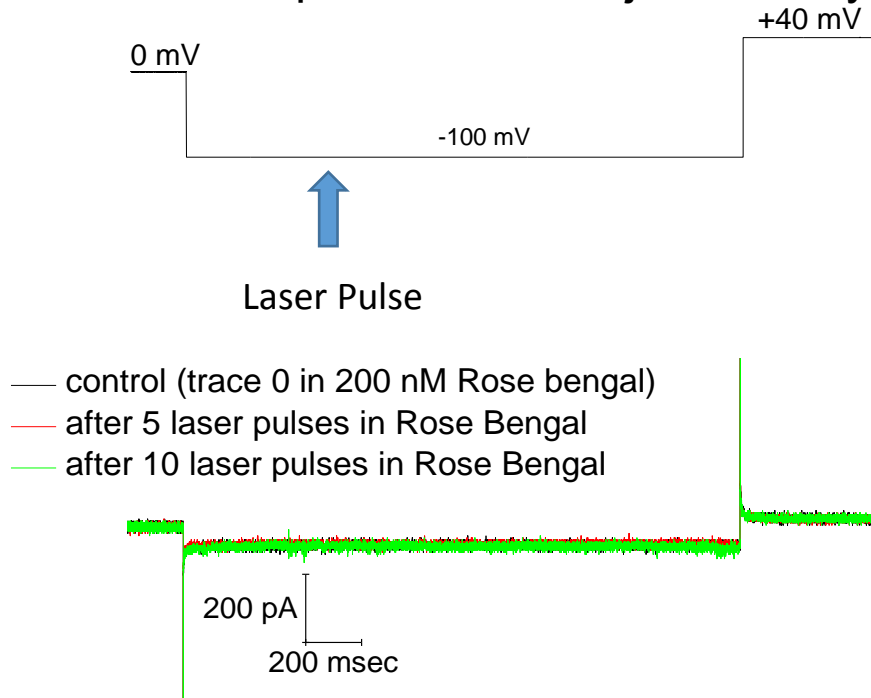 +40 mV
0 mV
-100 mV
Laser Pulse
control (trace 0 in 200 nM Rose bengal)
after 5 laser pulses in Rose Bengal
after 10 laser pulses in Rose Bengal
200 pA
200 msec